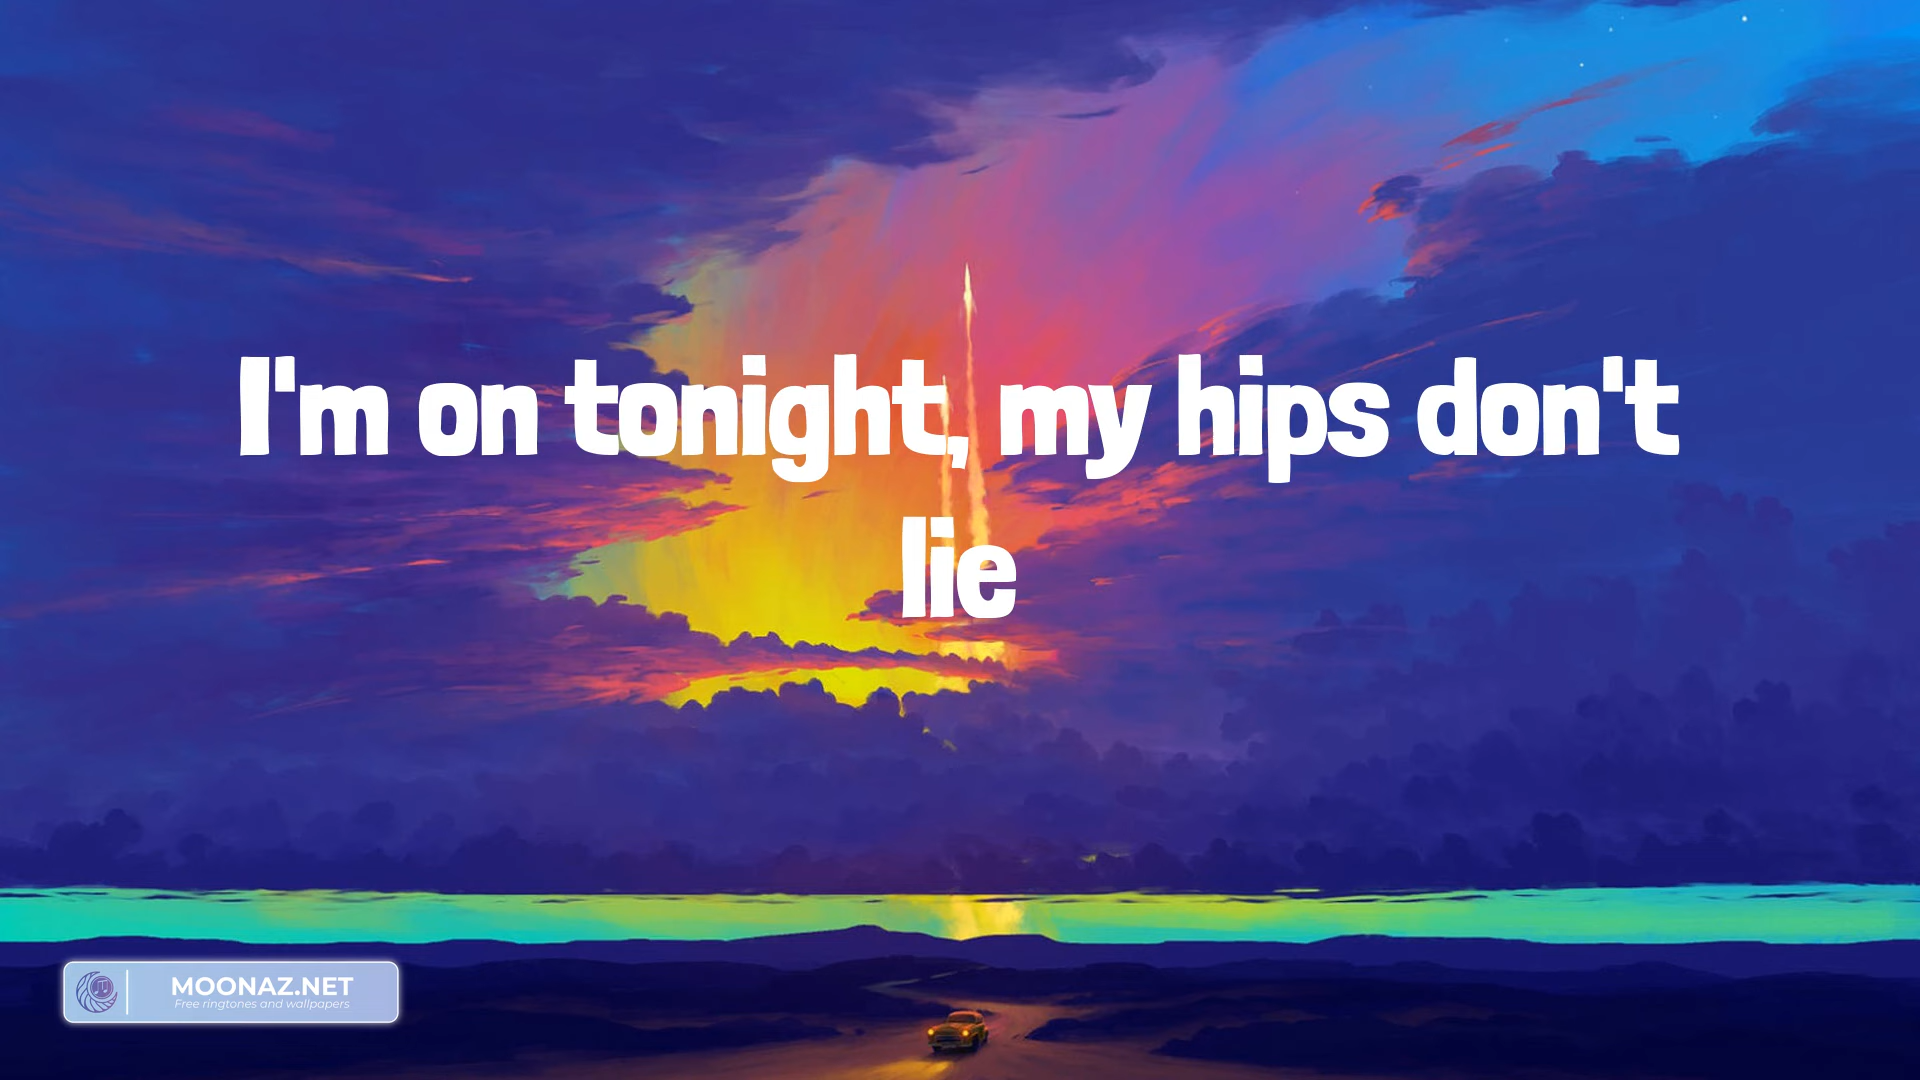 I'm on tonight, my hips don't
lie
MOONAZ.NET
Free ringtones and wallpapers